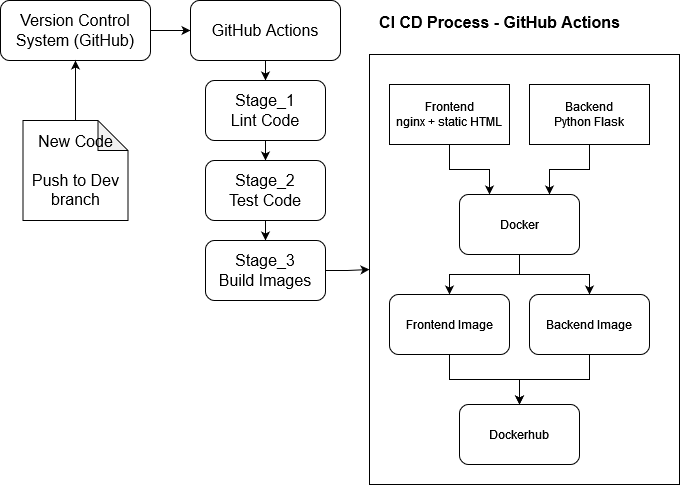 Version Control
System (GitHub)
GitHub Actions
CI CD Process - GitHub Actions
Stage_1
Lint Code
New Code
Push to Dev
branch
Stage_2
Test Code
Stage_3
Build Images
Frontend
nginx + static HTML
Backend
Python Flask
Docker
Frontend Image
Backend Image
Dockerhub